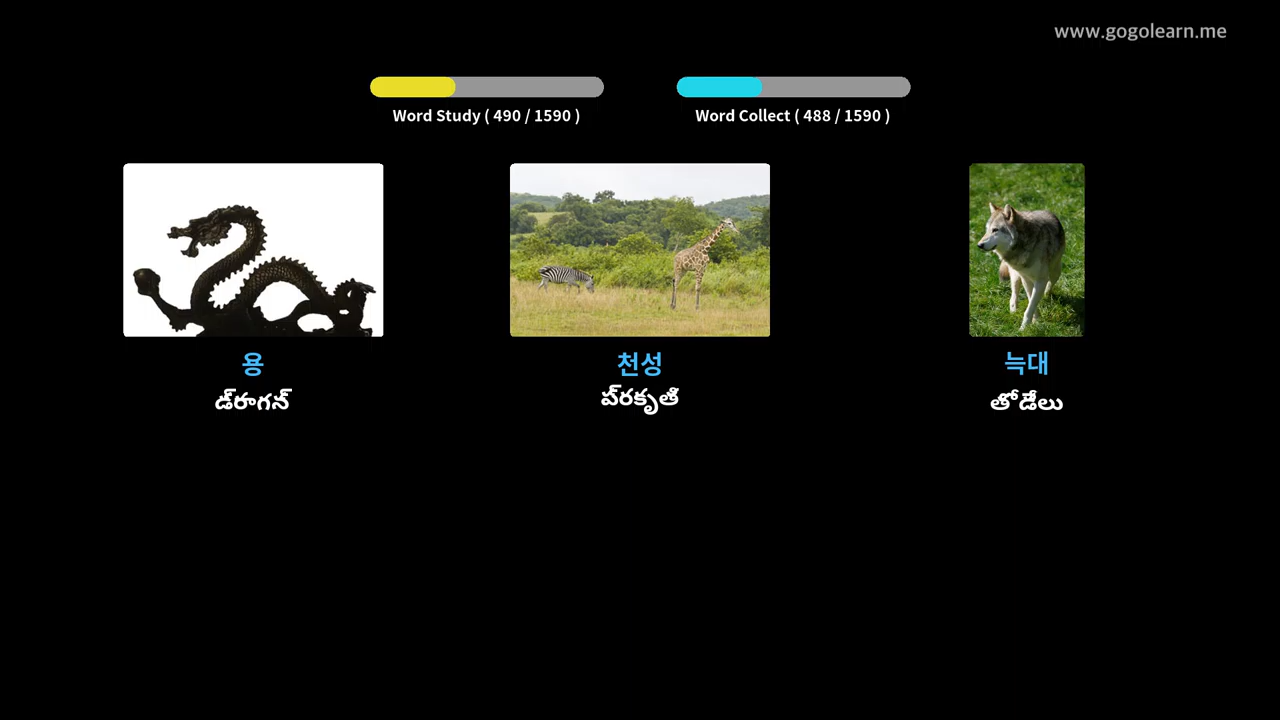 www.gogolearn.me
Word Study ( 490 / 1590 )
Word Collect ( 488 / 1590 )
용
천성
늑대
డ్రాగన్
ప్రకృతి
తోడేలు